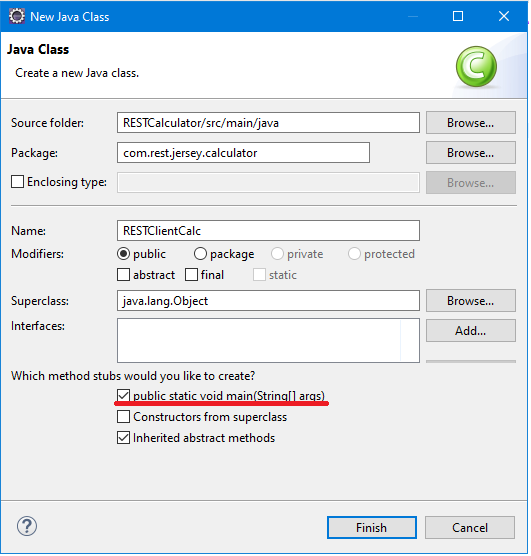 New Java Class
Java Class
Create a new Java class.
C
Source folder: RESTCalculator/src/main/java Browse...
Package: com.rest.jersey.calculator Browse...
Enclosing type: Browse...
Name: RESTClientCalc
Modifiers: public package private protected
abstract final static
Superclass: java.lang.Object Browse...
Interfaces: Add...
Which method stubs would you like to create?
public static void main(String[] args)
Constructors from superclass
Inherited abstract methods
? Finish Cancel